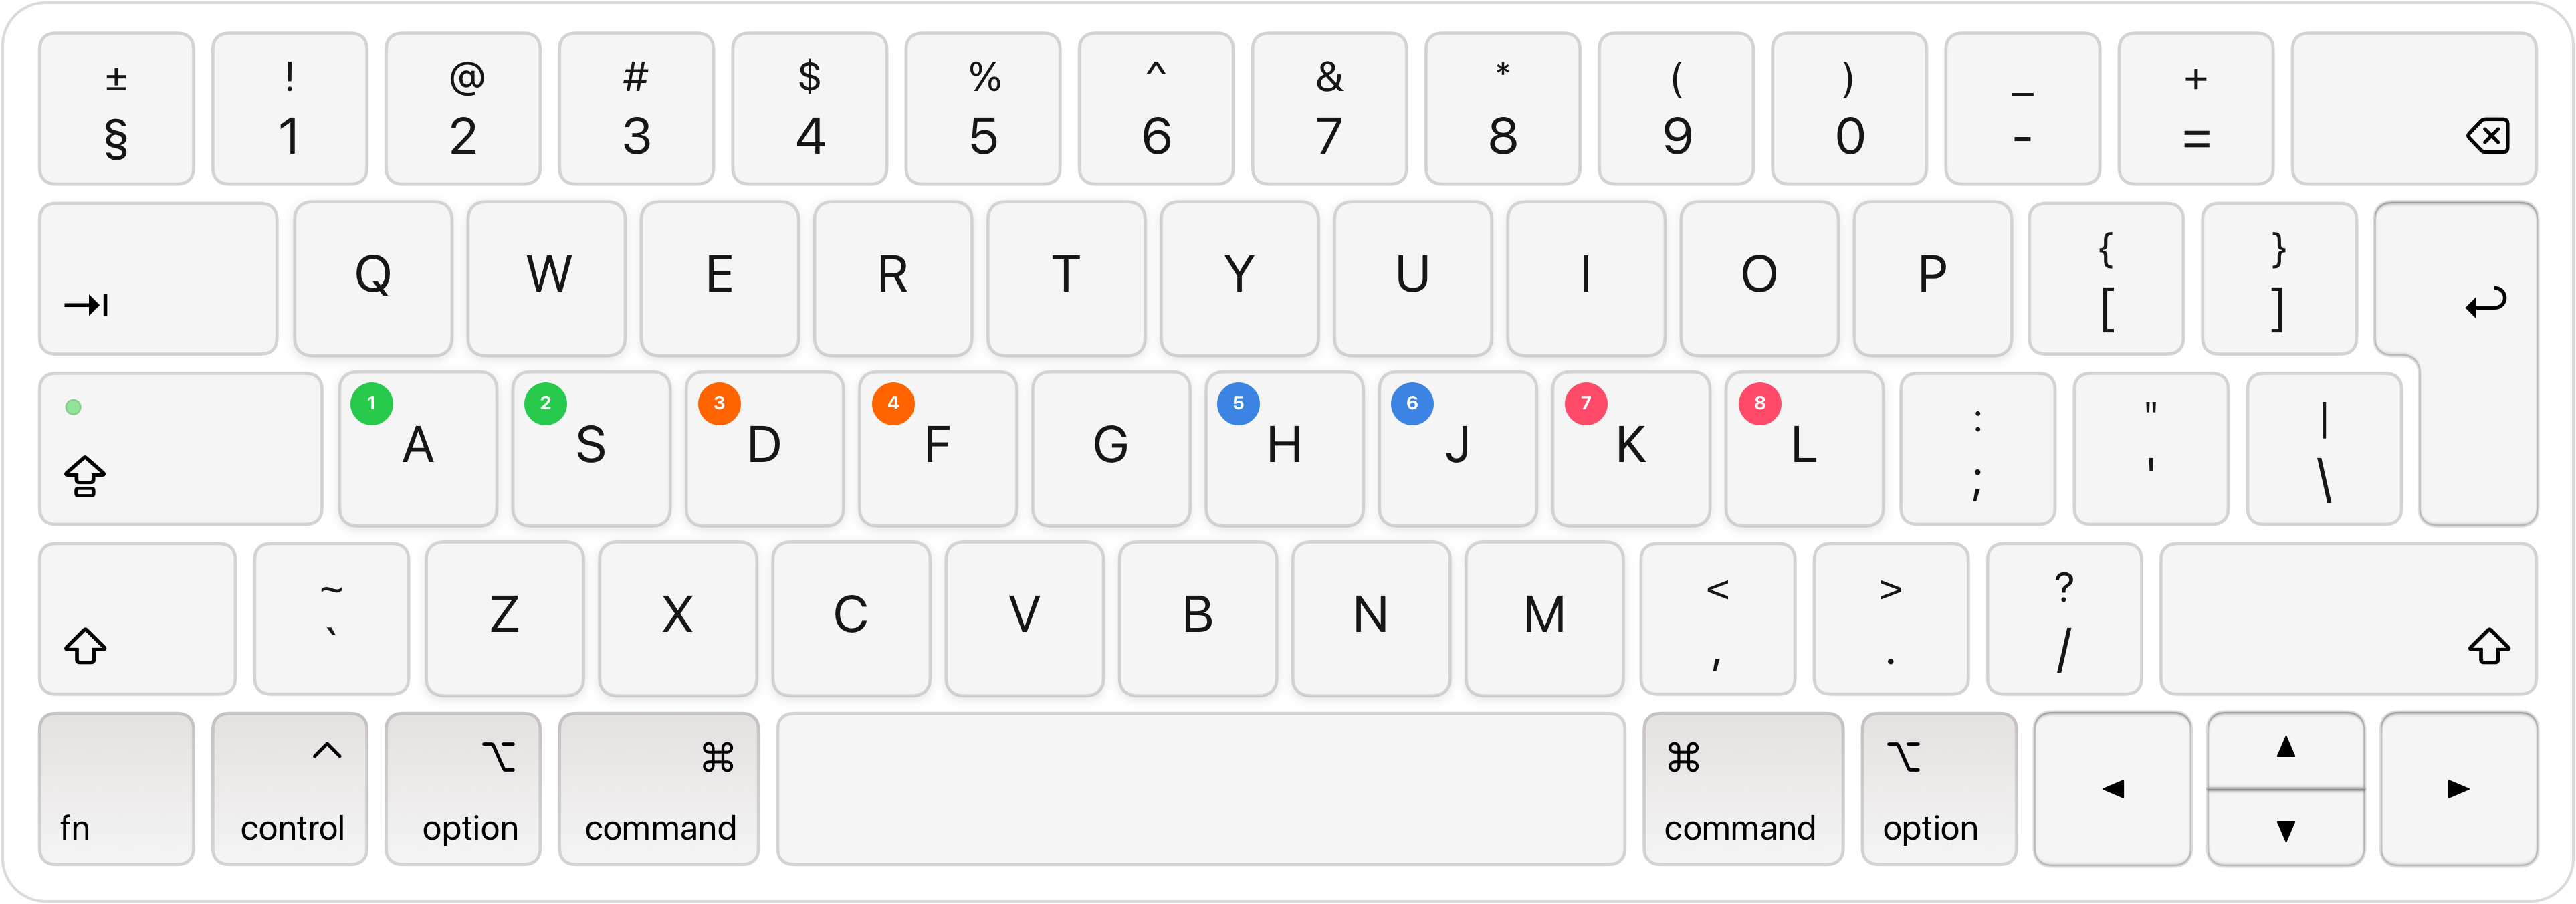 ± ! @ # $ % ^ & * ( ) _ +
§ 1 2 3 4 5 6 7 8 9 0 - =
Q W E R T Y U I O P { }
[ ]
1 2 3 4 5 6 7 8
A S D F G H J K L : " |
; ' \
~ Z X C V B N M < > ?
` , . /
^ ⌥ ⌘ ⌘ ⌥
fn control option command command option